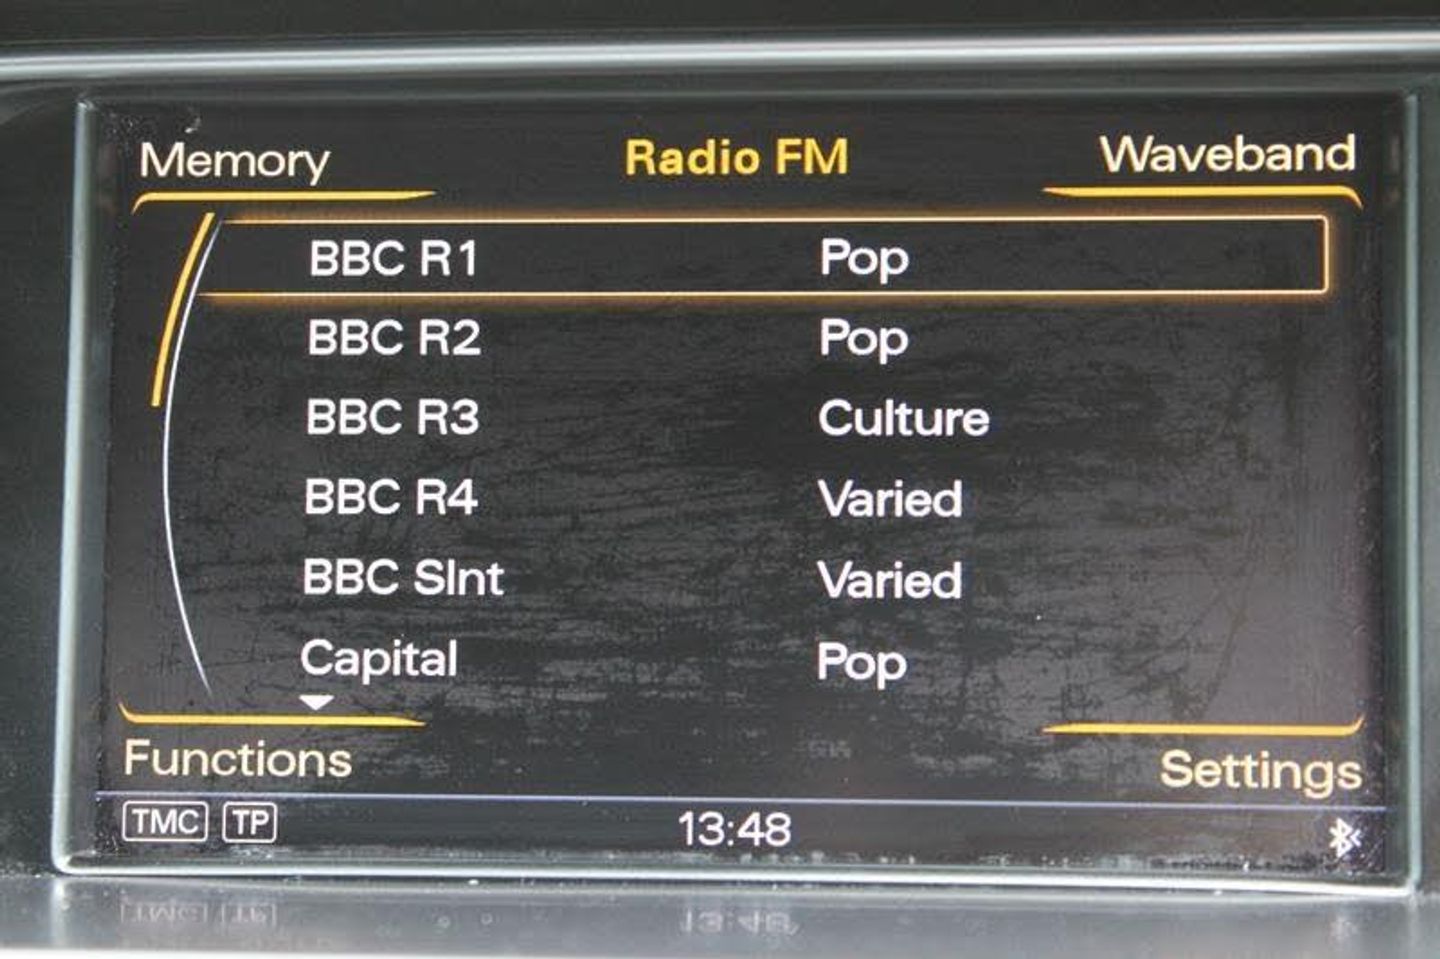 Memory Radio FM Waveband
BBC R1 Pop
BBC R2 Pop
BBC R3 Culture
BBC R4 Varied
BBC Slnt Varied
Capital Pop
Functions Settings
TMC TP 13:48